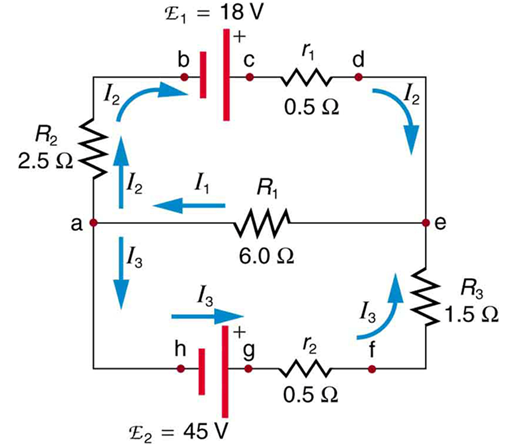 ℰ₁ = 18 V
+
b
c
r₁
d
0.5 Ω
I₂
I₂
R₂
2.5 Ω
I₂
I₁
R₁
a
e
6.0 Ω
I₃
I₃
I₃
R₃
1.5 Ω
+
h
g
r₂
f
0.5 Ω
ℰ₂ = 45 V